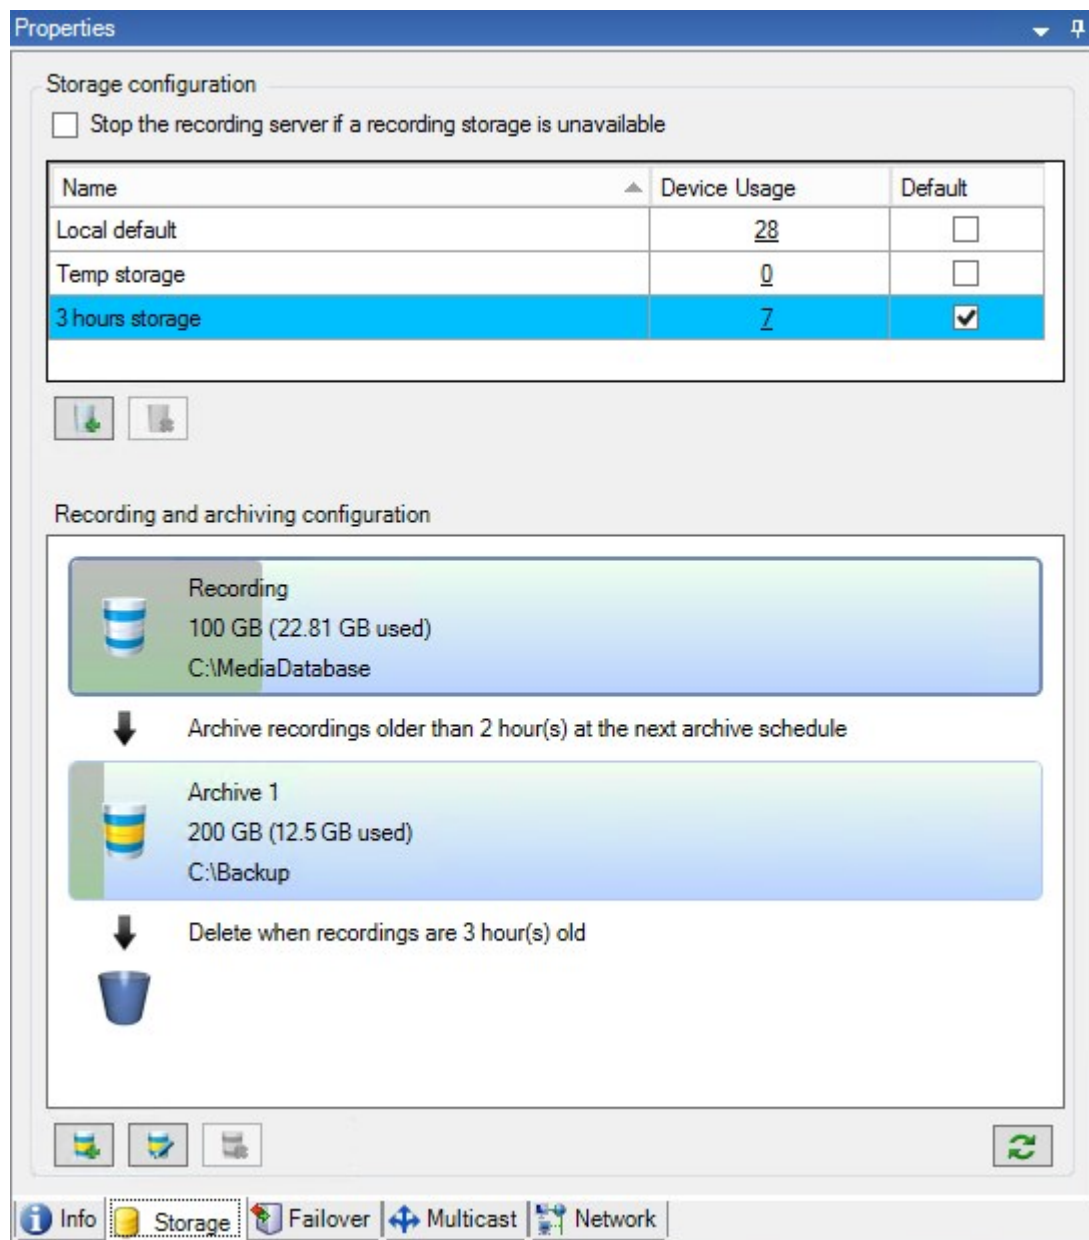 Properties
Storage configuration
Stop the recording server if a recording storage is unavailable
Name Device Usage Default
Local default 28
Temp storage 0
3 hours storage 7
Recording and archiving configuration
Recording
100 GB (22.81 GB used)
C:\MediaDatabase
Archive recordings older than 2 hour(s) at the next archive schedule
Archive 1
200 GB (12.5 GB used)
C:\Backup
Delete when recordings are 3 hour(s) old
Info Storage Failover Multicast Network